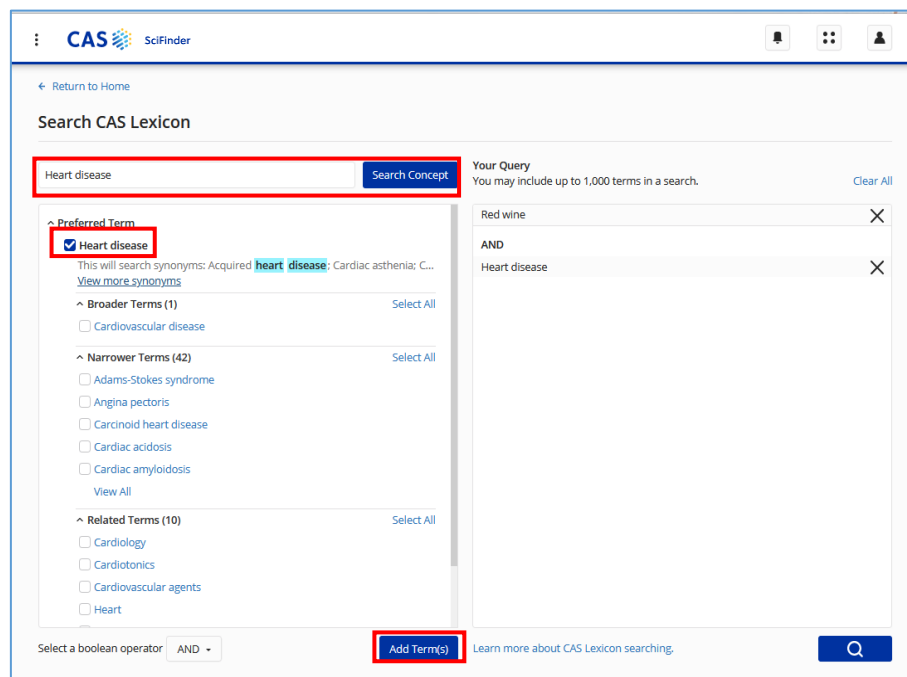 CAS SciFinder
Return to Home
Search CAS Lexicon
Heart disease
Search Concept
Preferred Term
Heart disease
This will search synonyms: Acquired heart disease; Cardiac asthenia; C...
View more synonyms
Broader Terms (1) Select All
Cardiovascular disease
Narrower Terms (42) Select All
Adams-Stokes syndrome
Angina pectoris
Carcinoid heart disease
Cardiac acidosis
Cardiac amyloidosis
View All
Related Terms (10) Select All
Cardiology
Cardiotonics
Cardiovascular agents
Heart
Select a boolean operator AND
Add Term(s)
Your Query
You may include up to 1,000 terms in a search. Clear All
Red wine
AND
Heart disease
Learn more about CAS Lexicon searching.